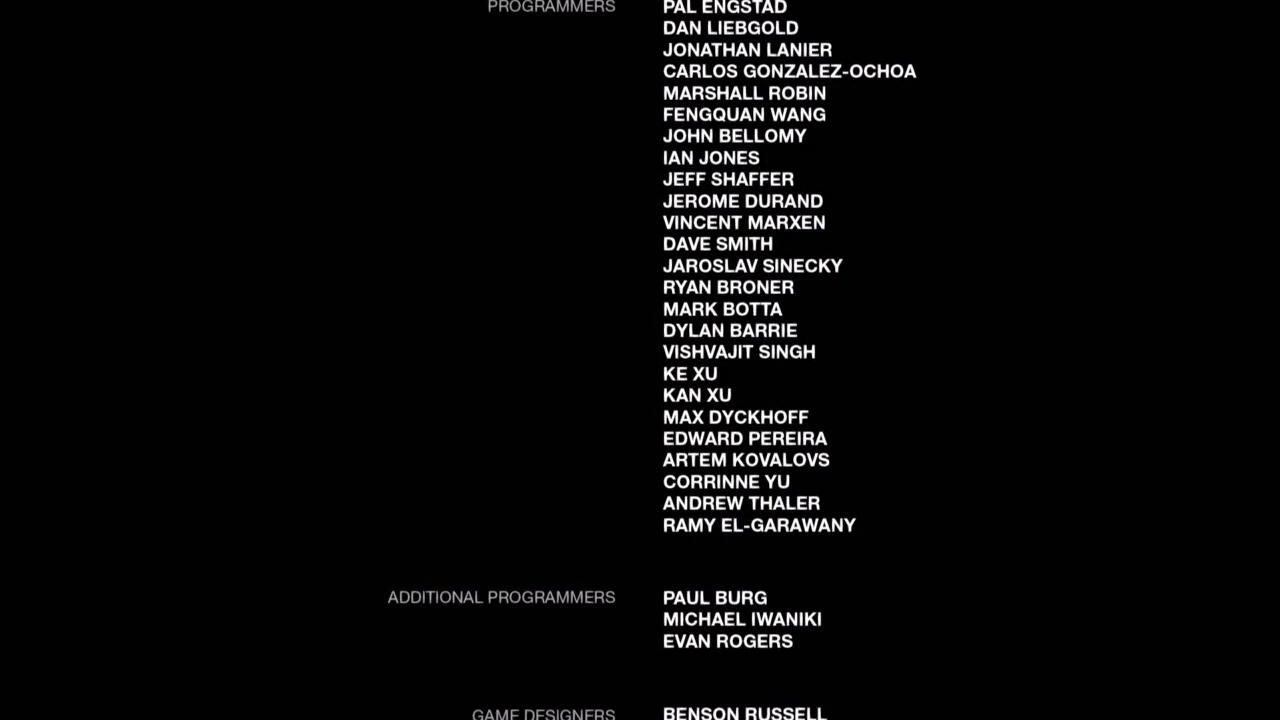 PROGRAMMERS PAL ENGSTAD
DAN LIEBGOLD
JONATHAN LANIER
CARLOS GONZALEZ-OCHOA
MARSHALL ROBIN
FENGQUAN WANG
JOHN BELLOMY
IAN JONES
JEFF SHAFFER
JEROME DURAND
VINCENT MARXEN
DAVE SMITH
JAROSLAV SINECKY
RYAN BRONER
MARK BOTTA
DYLAN BARRIE
VISHVAJIT SINGH
KE XU
KAN XU
MAX DYCKHOFF
EDWARD PEREIRA
ARTEM KOVALOVS
CORRINNE YU
ANDREW THALER
RAMY EL-GARAWANY
ADDITIONAL PROGRAMMERS PAUL BURG
MICHAEL IWANIKI
EVAN ROGERS
GAME DESIGNERS BENSON RUSSELL